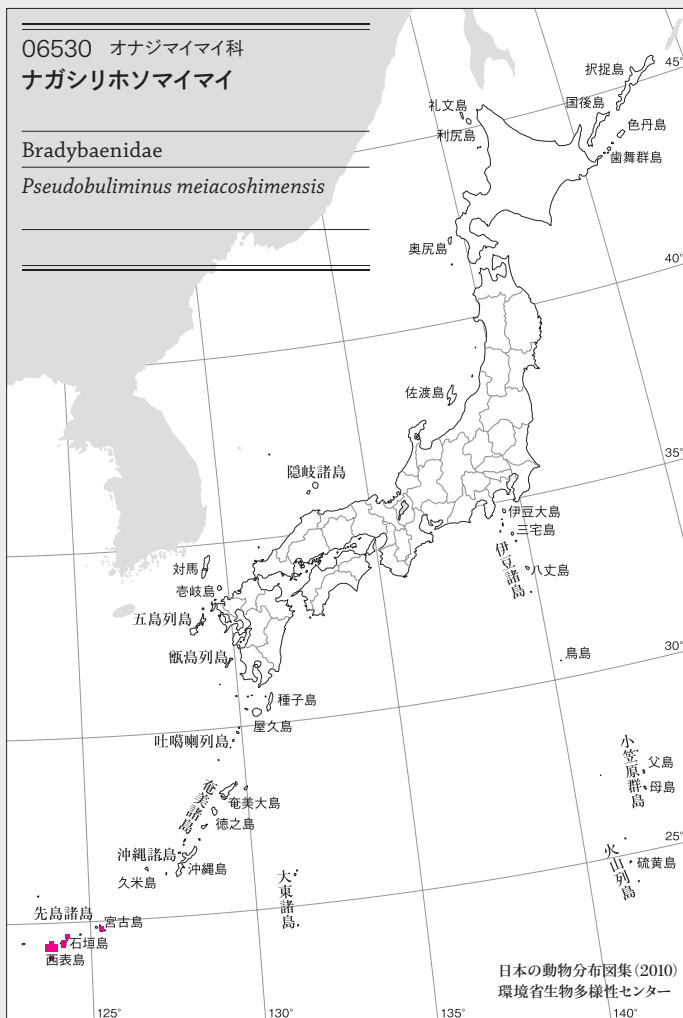 06530 オナジマイマイ科
ナガシリホソマイマイ
Bradybaenidae
Pseudobuliminus meiacoshimensis
択捉島
45°
国後島
礼文島
色丹島
利尻島
歯舞群島
奥尻島
40°
佐渡島
35°
隠岐諸島
伊豆大島
三宅島
伊豆諸島
八丈島
対馬
壱岐島
五島列島
甑島列島
鳥島
30°
種子島
屋久島
吐噶喇列島
小笠原群島
父島
母島
奄美諸島
奄美大島
徳之島
25°
沖縄諸島
沖縄島
久米島
火山列島
硫黄島
大東諸島
先島諸島
宮古島
石垣島
西表島
日本の動物分布図集(2010)
環境省生物多様性センター
125°
130°
135°
140°